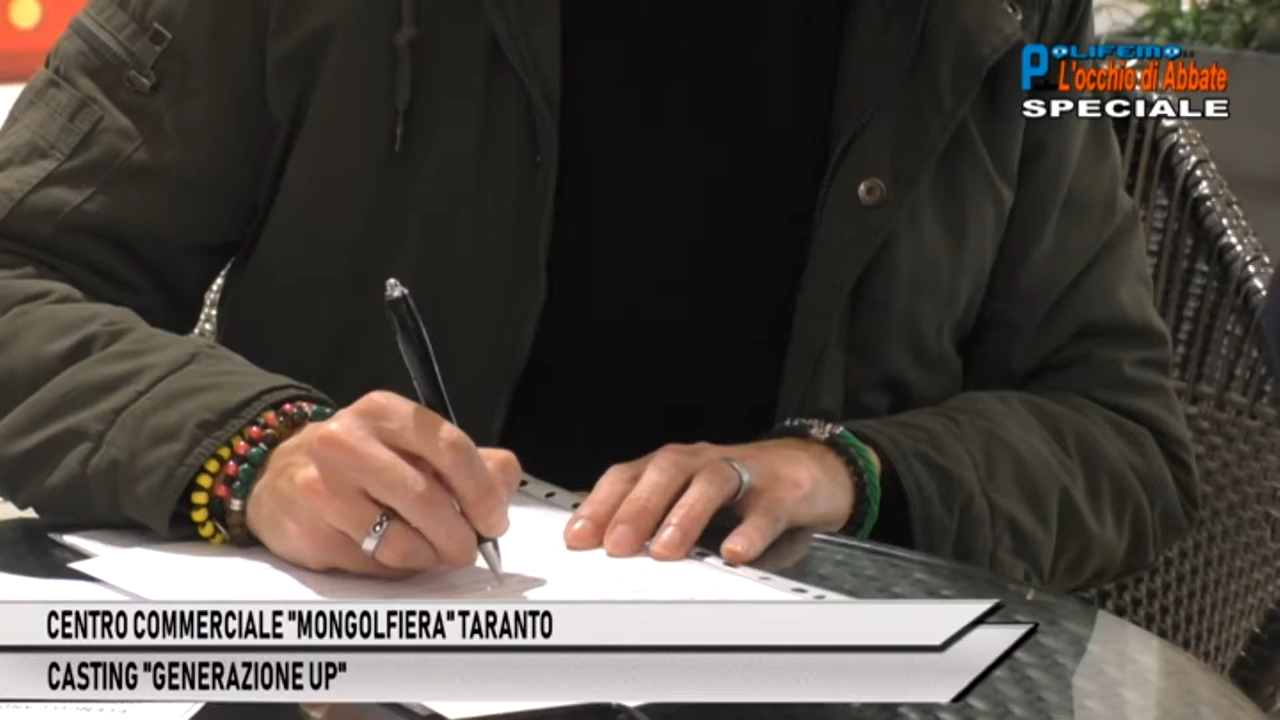 POLIFEMO
L'occhio di Abbate
SPECIALE
CENTRO COMMERCIALE "MONGOLFIERA" TARANTO
CASTING "GENERAZIONE UP"